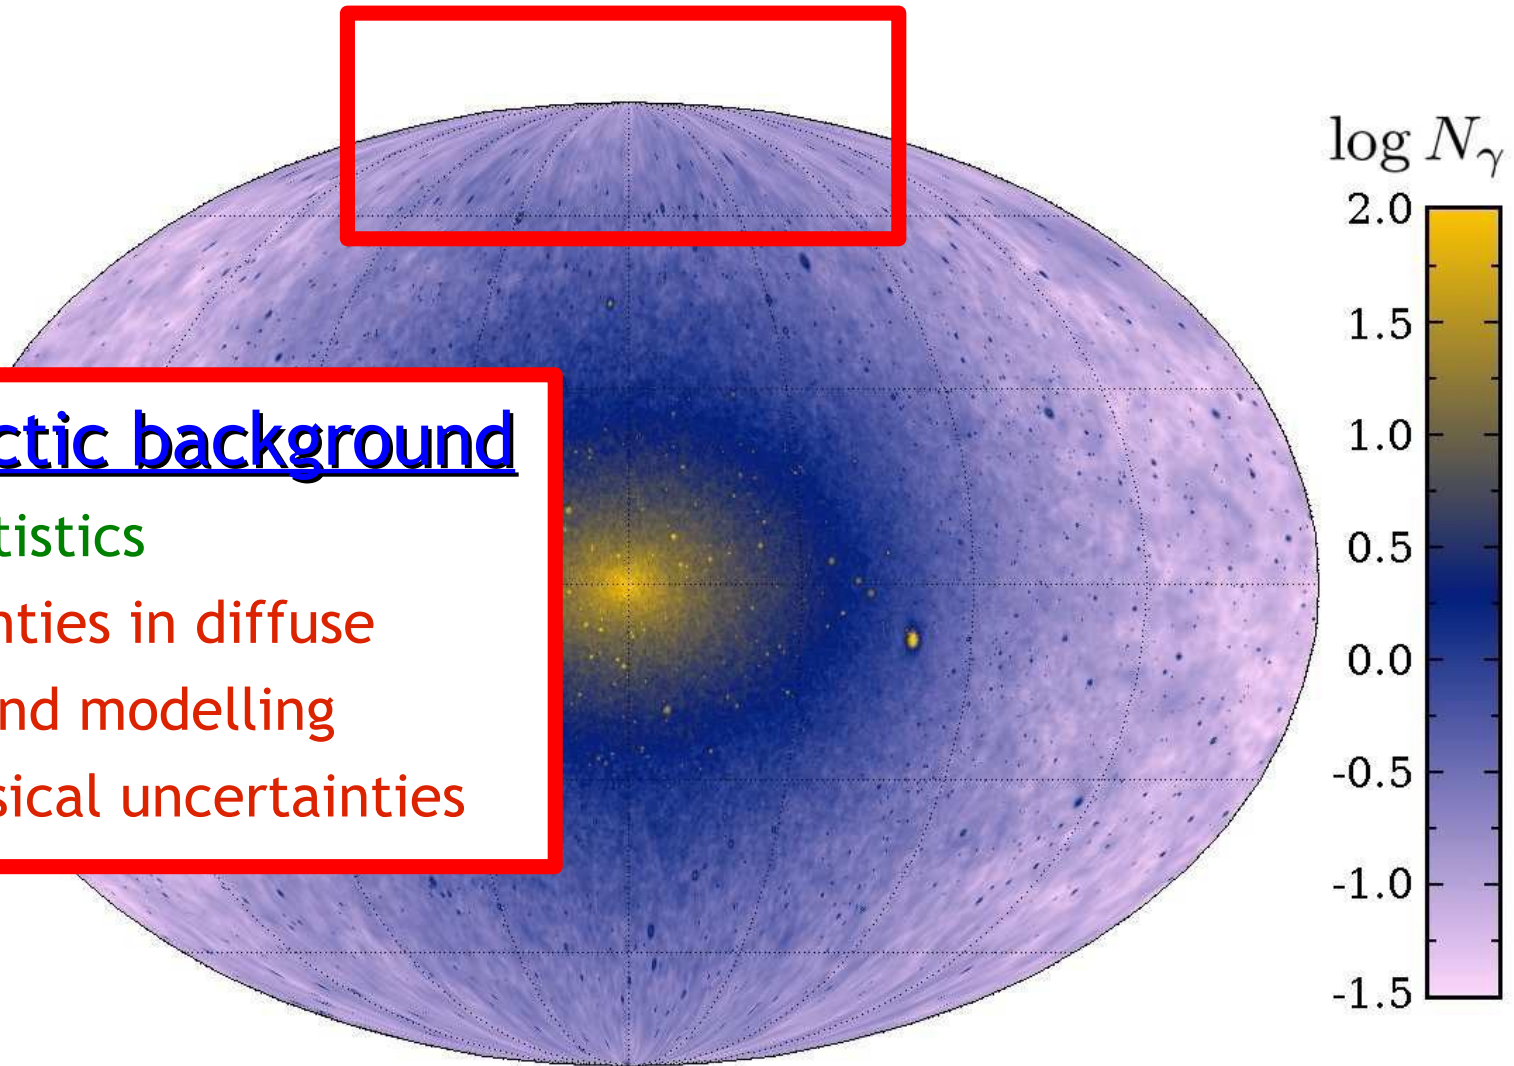 ctic background
tistics
nties in diffuse
nd modelling
sical uncertainties
log Nγ
2.0
1.5
1.0
0.5
0.0
-0.5
-1.0
-1.5